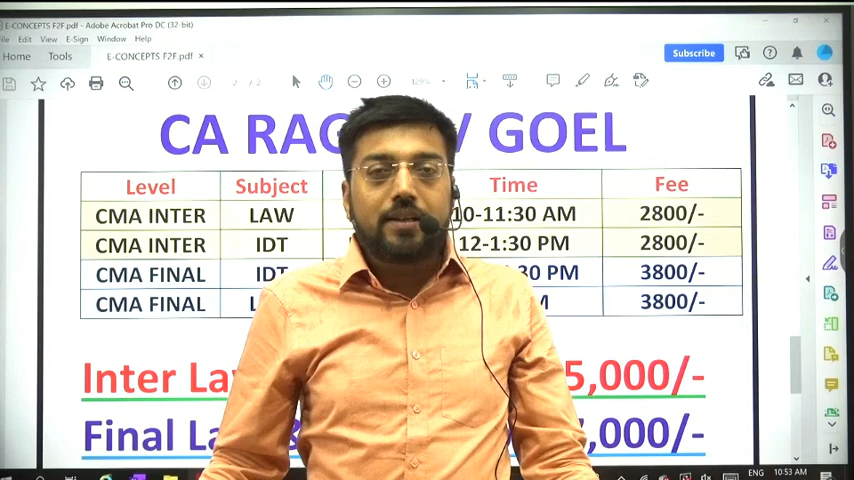 E-CONCEPTS F2F.pdf - Adobe Acrobat Pro DC (32-bit)
File Edit View E-Sign Window Help
Home Tools E-CONCEPTS F2F.pdf ×
Subscribe
2 / 2 129%
CA GOEL
Level Subject Time Fee
CMA INTER LAW 10-11:30 AM 2800/-
CMA INTER IDT 12-1:30 PM 2800/-
CMA FINAL IDT 30 PM 3800/-
CMA FINAL 3800/-
Inter 5,000/-
Final ,000/-
ENG 10:53 AM